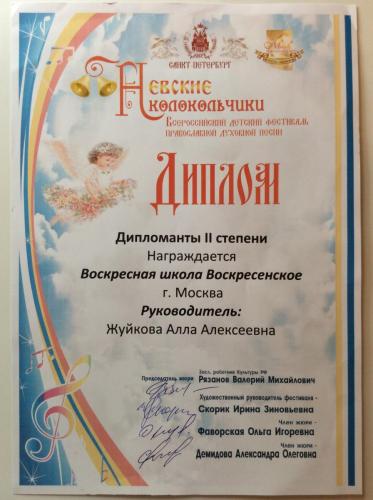 САНКТ-ПЕТЕРБУРГ
НЕВСКИЕ
КОЛОКОЛЬЧИКИ
ВСЕРОССИЙСКИЙ ДЕТСКИЙ ФЕСТИВАЛЬ
ПРАВОСЛАВНОЙ ДУХОВНОЙ ПЕСНИ
ДИПЛОМ
Дипломанты II степени
Награждается
Воскресная школа Воскресенское
г. Москва
Руководитель:
Жуйкова Алла Алексеевна
Засл. работник Культуры РФ
Председатель жюри Рязанов Валерий Михайлович
Художественный руководитель фестиваля -
Скорик Ирина Зиновьевна
Член жюри -
Фаворская Ольга Игоревна
Член жюри -
Демидова Александра Олеговна